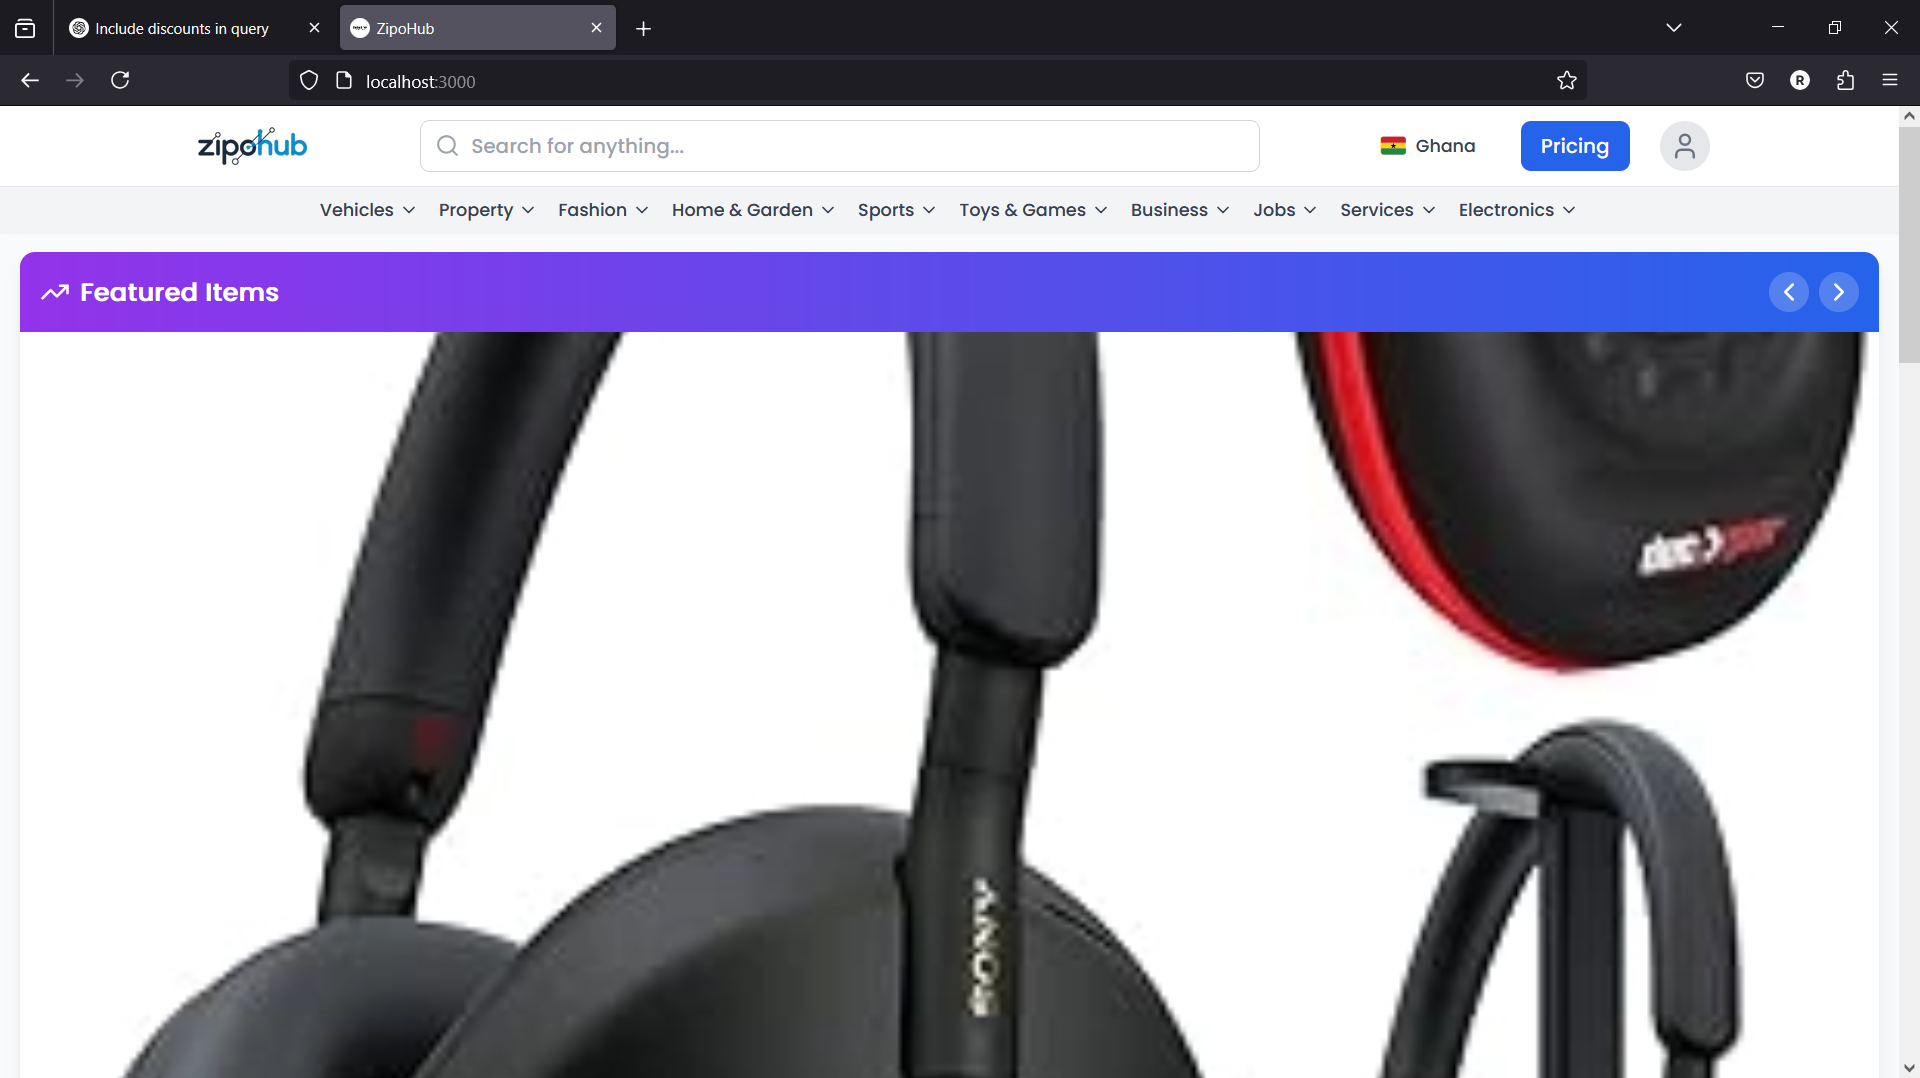 Include discounts in query
ZipoHub
localhost:3000
R
zipohub
Search for anything...
Ghana
Pricing
Vehicles
Property
Fashion
Home & Garden
Sports
Toys & Games
Business
Jobs
Services
Electronics
Featured Items
SONY